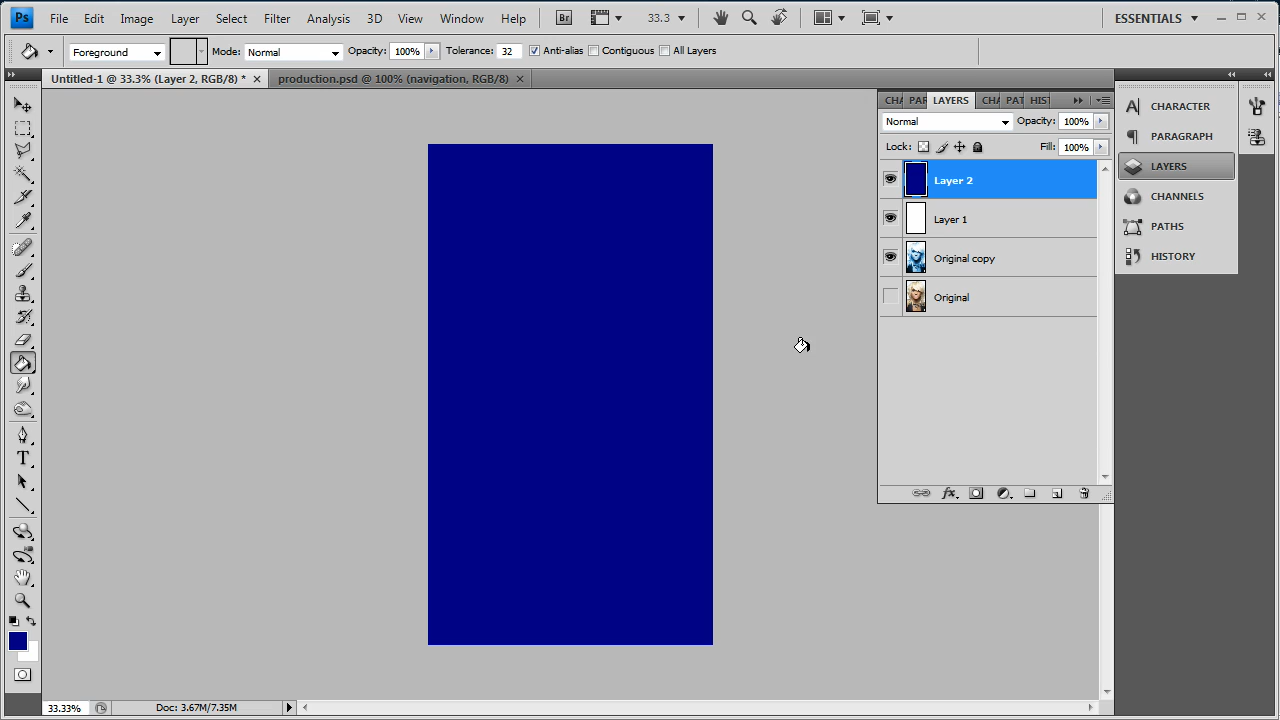 Ps File Edit Image Layer Select Filter Analysis 3D View Window Help Br 33.3 ESSENTIALS
Foreground Mode: Normal Opacity: 100% Tolerance: 32 Anti-alias Contiguous All Layers
Untitled-1 @ 33.3% (Layer 2, RGB/8) * production.psd @ 100% (navigation, RGB/8)
CHA PAR LAYERS CHA PAT HIST
Normal Opacity: 100%
Lock: Fill: 100%
Layer 2
Layer 1
Original copy
Original
CHARACTER
PARAGRAPH
LAYERS
CHANNELS
PATHS
HISTORY
33.33% Doc: 3.67M/7.35M